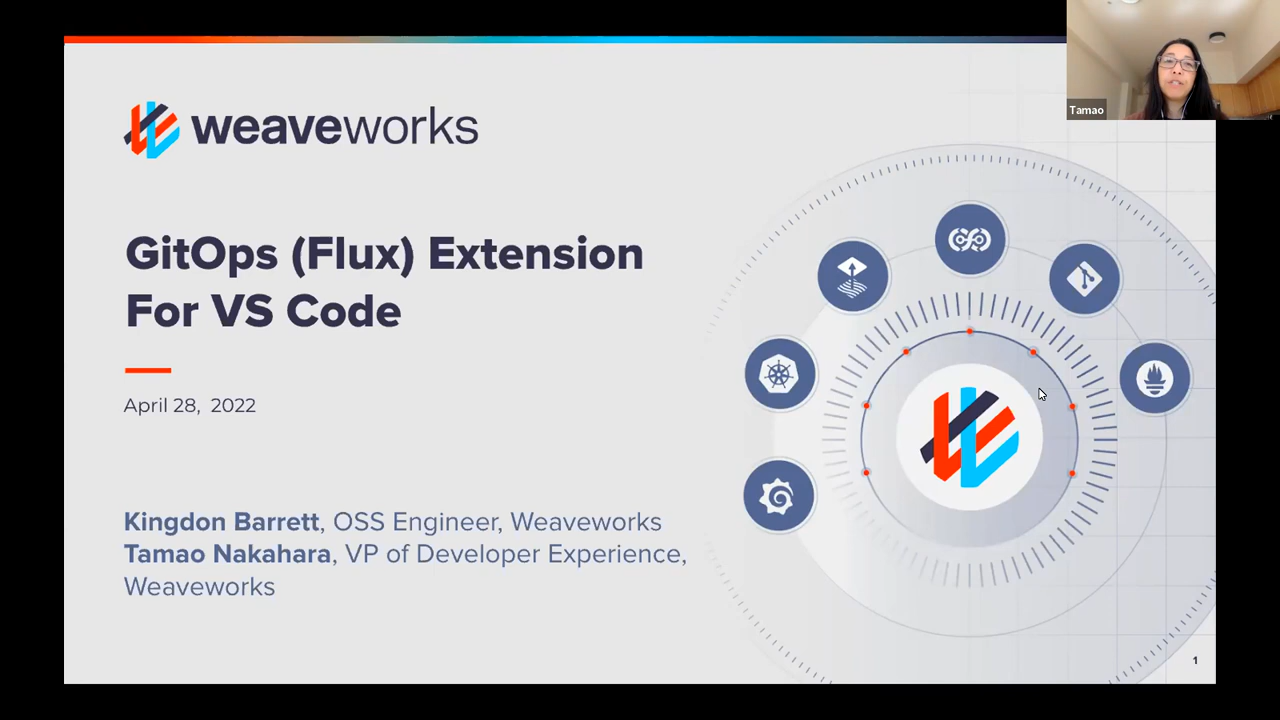 weaveworks
GitOps (Flux) Extension
For VS Code
April 28, 2022
Kingdon Barrett, OSS Engineer, Weaveworks
Tamao Nakahara, VP of Developer Experience,
Weaveworks
Tamao
1